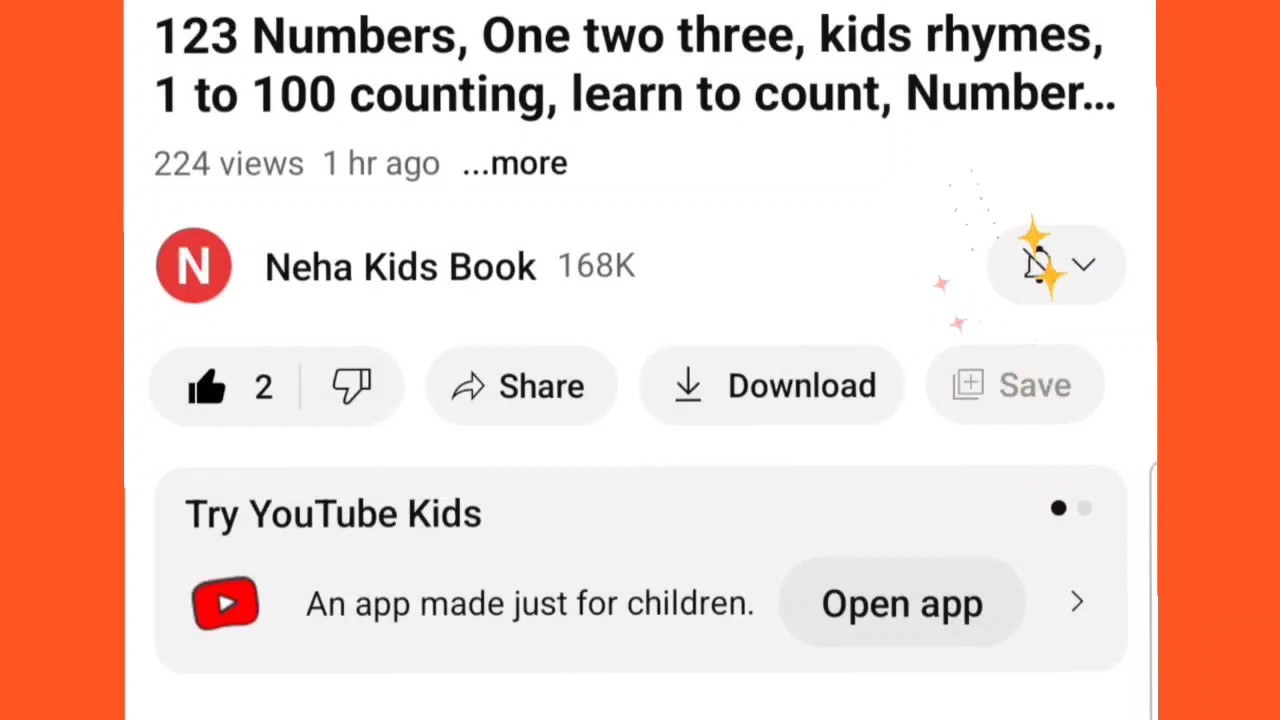 123 Numbers, One two three, kids rhymes,
1 to 100 counting, learn to count, Number...
224 views 1 hr ago ...more
N Neha Kids Book 168K
2 Share Download Save
Try YouTube Kids
An app made just for children. Open app